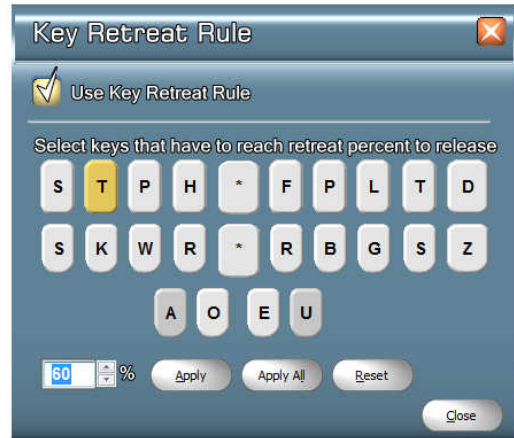 Key Retreat Rule
Use Key Retreat Rule
Select keys that have to reach retreat percent to release
S T P H * F P L T D
S K W R * R B G S Z
A O E U
60 % Apply Apply All Reset
Close